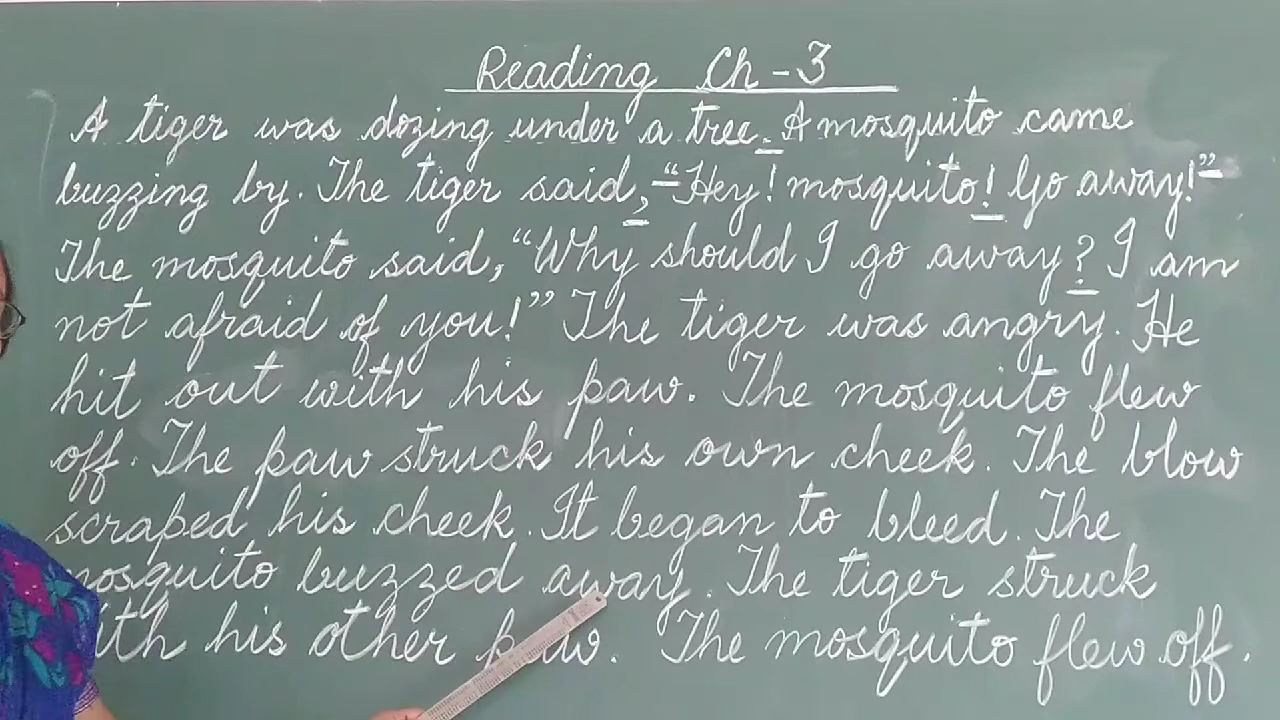 Reading Ch-3
A tiger was dozing under a tree. A mosquito came
buzzing by. The tiger said, “Hey! mosquito! Go away!”
The mosquito said, “Why should I go away? I am
not afraid of you!” The tiger was angry. He
hit out with his paw. The mosquito flew
off. The paw struck his own cheek. The blow
scraped his cheek. It began to bleed. The
mosquito buzzed away. The tiger struck
with his other paw. The mosquito flew off.